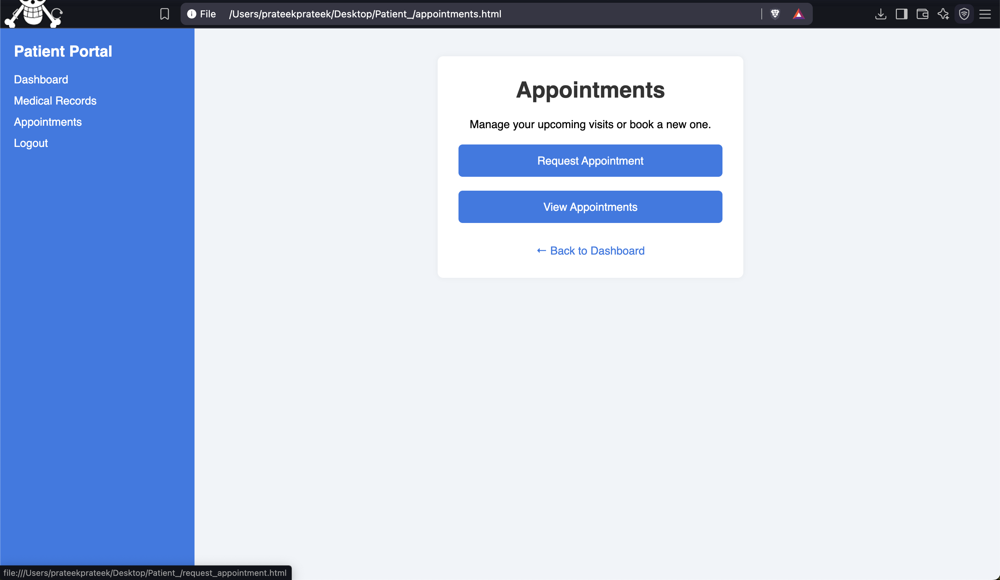 File /Users/prateekprateek/Desktop/Patient_/appointments.html
Patient Portal
Dashboard
Medical Records
Appointments
Logout
Appointments
Manage your upcoming visits or book a new one.
Request Appointment
View Appointments
← Back to Dashboard
file:///Users/prateekprateek/Desktop/Patient_/request_appointment.html